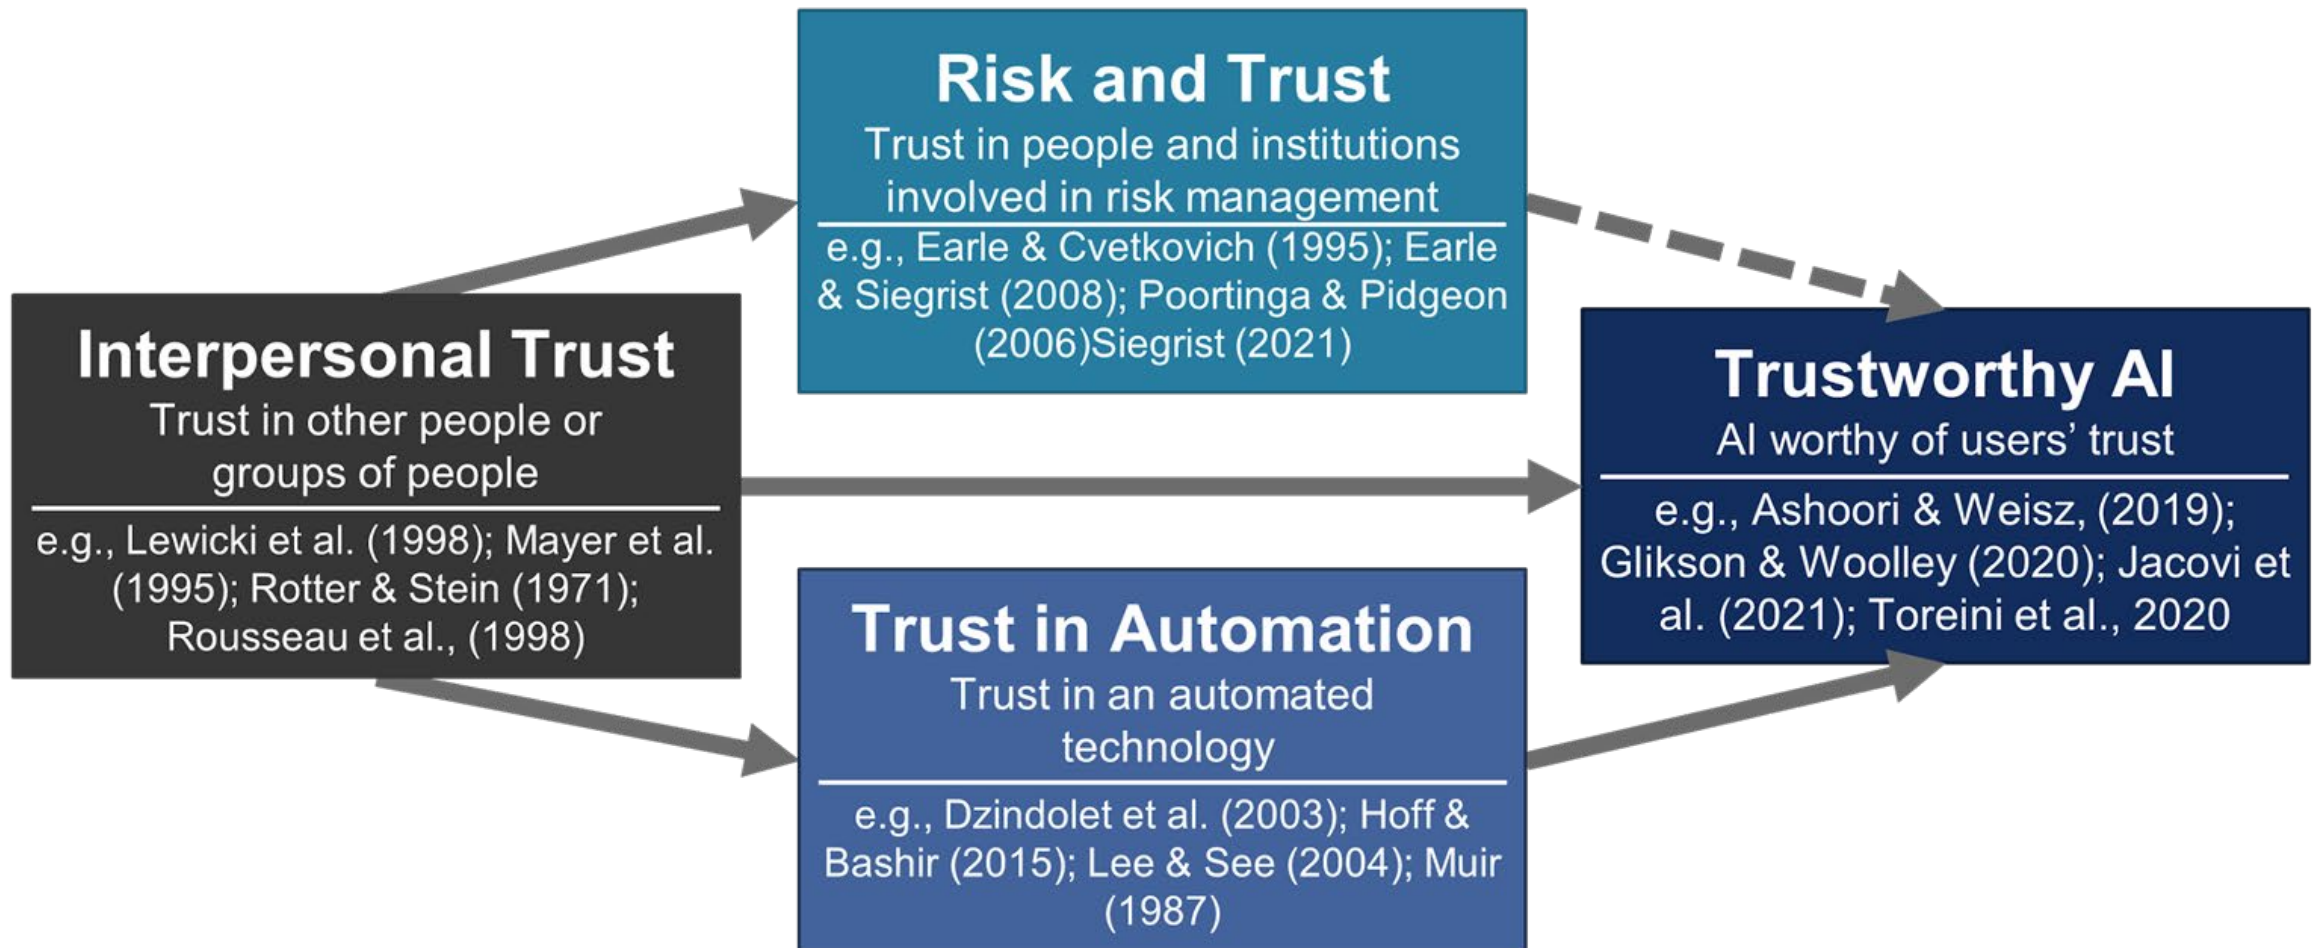 Risk and Trust
Trust in people and institutions
involved in risk management
e.g., Earle & Cvetkovich (1995); Earle
& Siegrist (2008); Poortinga & Pidgeon
(2006)Siegrist (2021)
Interpersonal Trust
Trust in other people or
groups of people
e.g., Lewicki et al. (1998); Mayer et al.
(1995); Rotter & Stein (1971);
Rousseau et al., (1998)
Trustworthy AI
AI worthy of users’ trust
e.g., Ashoori & Weisz, (2019);
Glikson & Woolley (2020); Jacovi et
al. (2021); Toreini et al., 2020
Trust in Automation
Trust in an automated
technology
e.g., Dzindolet et al. (2003); Hoff &
Bashir (2015); Lee & See (2004); Muir
(1987)